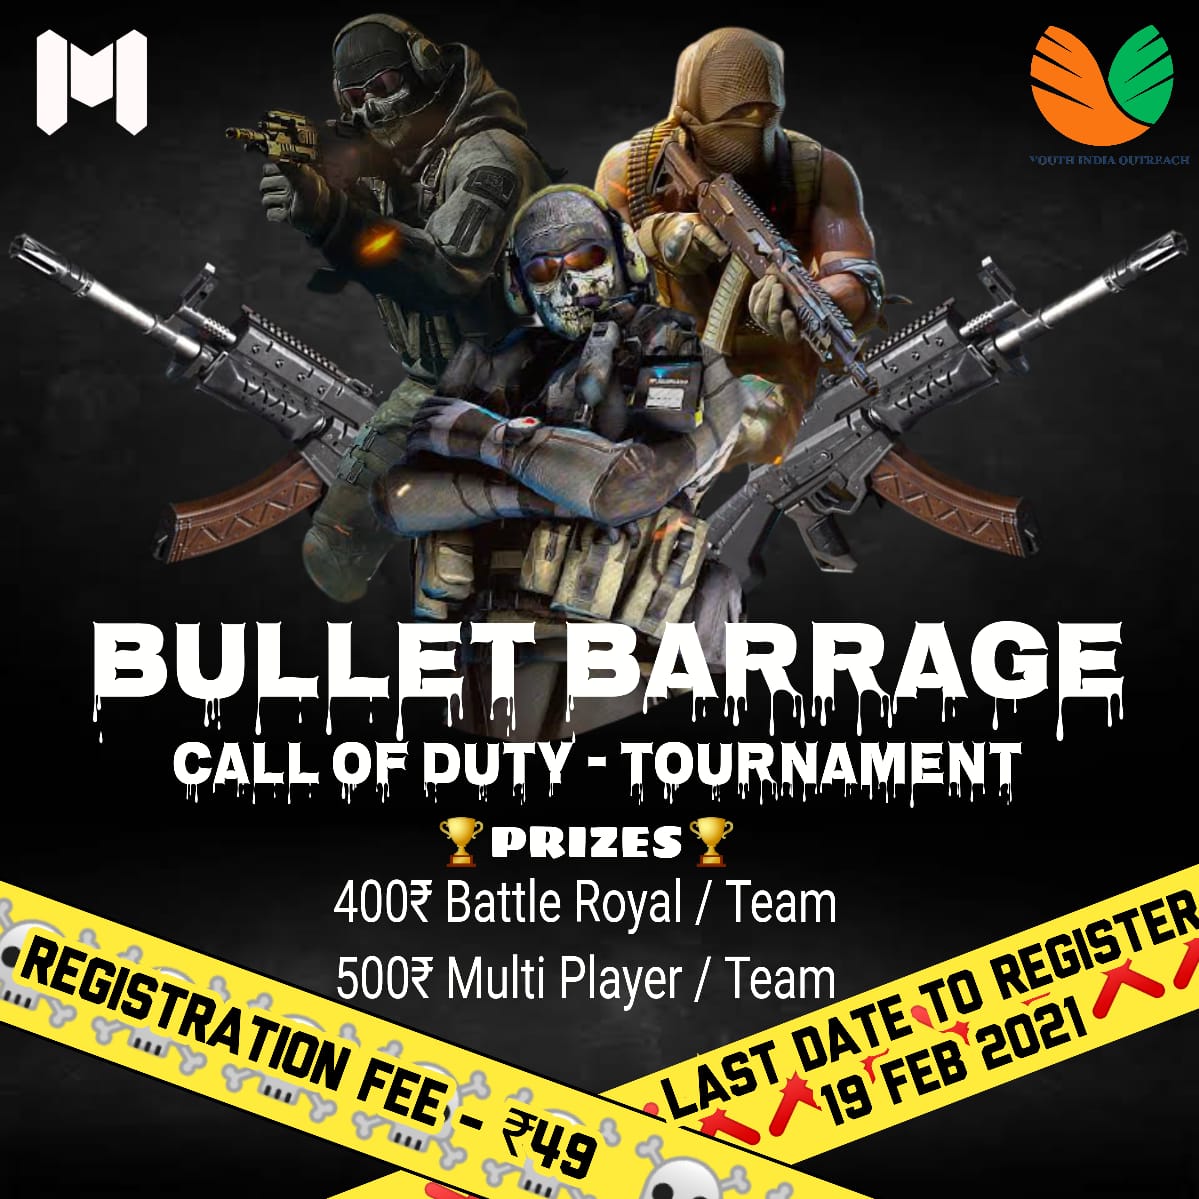 YOUTH INDIA OUTREACH
BULLET BARRAGE
CALL OF DUTY - TOURNAMENT
🏆PRIZES🏆
400₹ Battle Royal / Team
500₹ Multi Player / Team
REGISTRATION FEE - ₹49
LAST DATE TO REGISTER
19 FEB 2021